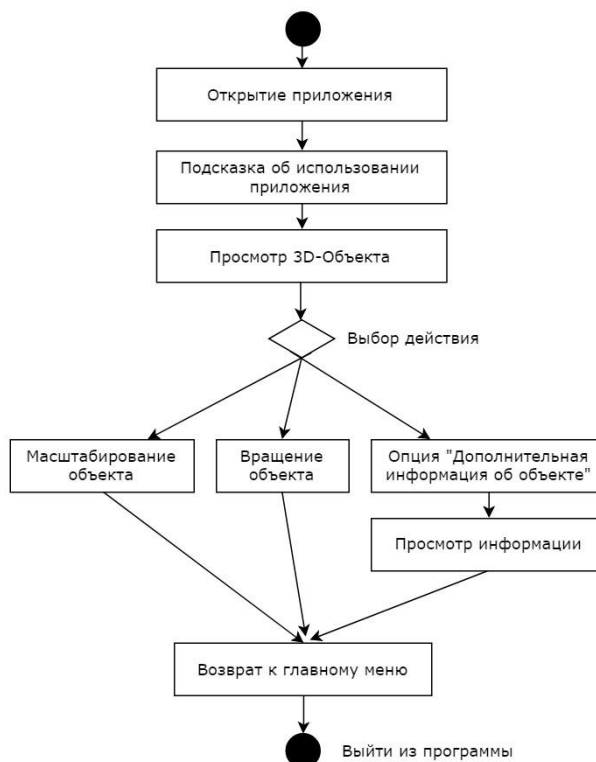 Открытие приложения
Подсказка об использовании
приложения
Просмотр 3D-Объекта
Выбор действия
Масштабирование
объекта
Вращение
объекта
Опция "Дополнительная
информация об объекте"
Просмотр информации
Возврат к главному меню
Выйти из программы